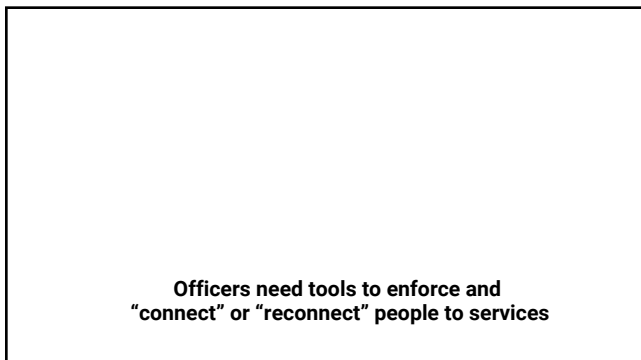 Officers need tools to enforce and
“connect” or “reconnect” people to services